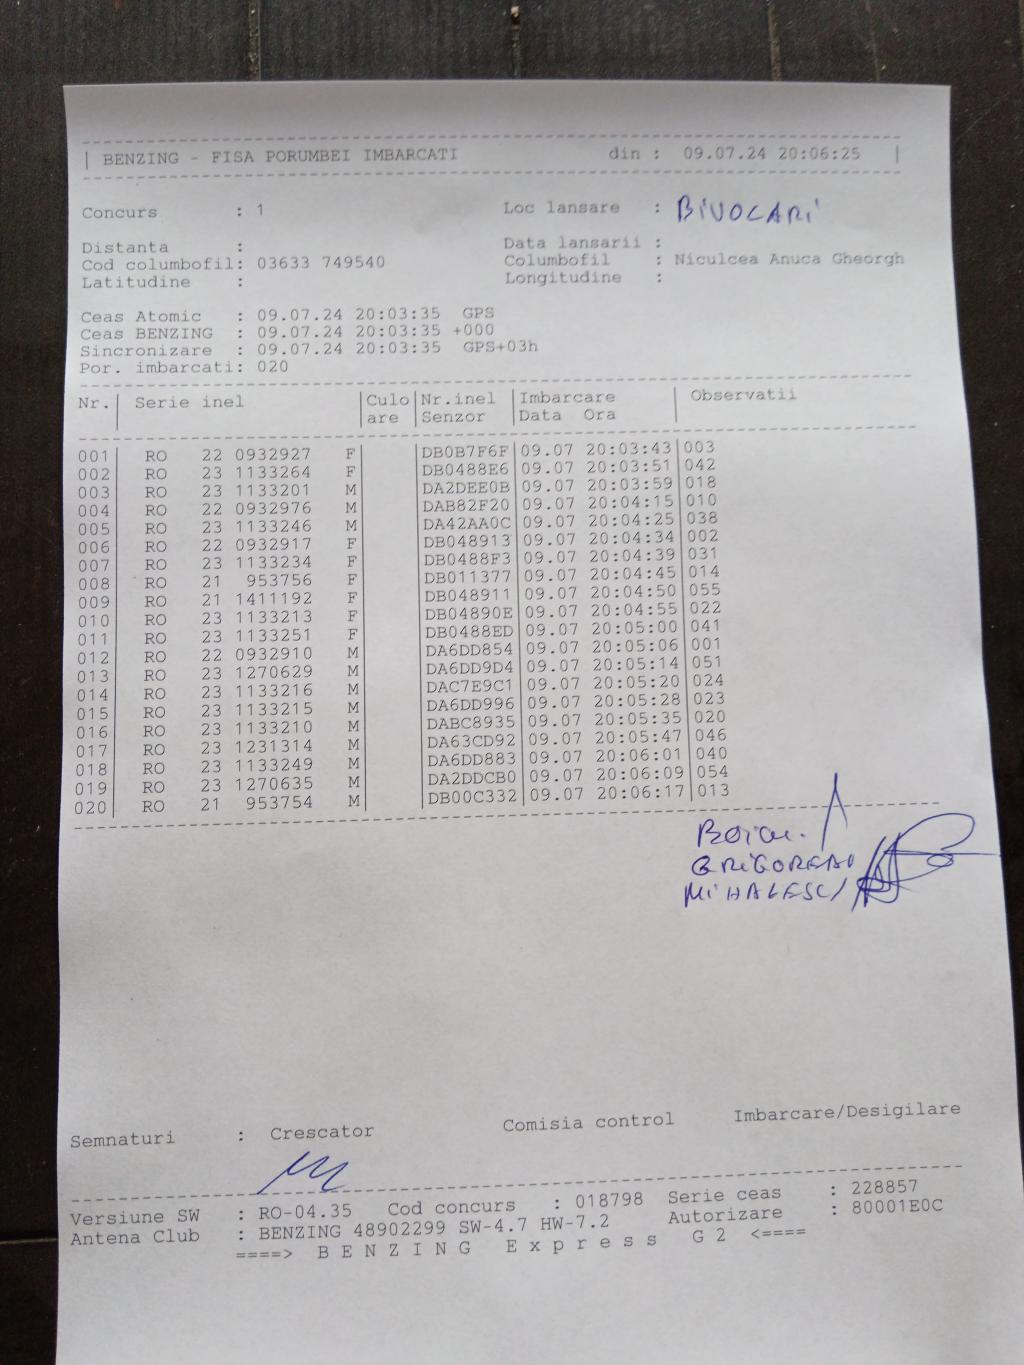 BENZING - FISA PORUMBEI IMBARCATI din : 09.07.24 20:06:25
Concurs : 1 Loc lansare : BIVOLARI
Distanta : Data lansarii :
Cod columbofil: 03633 749540 Columbofil : Niculcea Anuca Gheorgh
Latitudine : Longitudine :
Ceas Atomic : 09.07.24 20:03:35 GPS
Ceas BENZING : 09.07.24 20:03:35 +000
Sincronizare : 09.07.24 20:03:35 GPS+03h
Por. imbarcati: 020
Nr. Serie inel Culo Nr.inel Imbarcare Observatii
are Senzor Data Ora
001 RO 22 0932927 F DB0B7F6F 09.07 20:03:43 003
002 RO 23 1133264 F DB0488E6 09.07 20:03:51 042
003 RO 23 1133201 M DA2DEE0B 09.07 20:03:59 018
004 RO 22 0932976 M DAB82F20 09.07 20:04:15 010
005 RO 23 1133246 M DA42AA0C 09.07 20:04:25 038
006 RO 22 0932917 F DB048913 09.07 20:04:34 002
007 RO 23 1133234 F DB0488F3 09.07 20:04:39 031
008 RO 21 953756 F DB011377 09.07 20:04:45 014
009 RO 21 1411192 F DB048911 09.07 20:04:50 055
010 RO 23 1133213 F DB04890E 09.07 20:04:55 022
011 RO 23 1133251 F DB0488ED 09.07 20:05:00 041
012 RO 22 0932910 M DA6DD854 09.07 20:05:06 001
013 RO 23 1270629 M DA6DD9D4 09.07 20:05:14 051
014 RO 23 1133216 M DAC7E9C1 09.07 20:05:20 024
015 RO 23 1133215 M DA6DD996 09.07 20:05:28 023
016 RO 23 1133210 M DABC8935 09.07 20:05:35 020
017 RO 23 1231314 M DA63CD92 09.07 20:05:47 046
018 RO 23 1133249 M DA6DD883 09.07 20:06:01 040
019 RO 23 1270635 M DA2DDCB0 09.07 20:06:09 054
020 RO 21 953754 M DB00C332 09.07 20:06:17 013
GRIGOREAN
MIHALESCU
Semnaturi : Crescator Comisia control Imbarcare/Desigilare
Versiune SW : RO-04.35 Cod concurs : 018798 Serie ceas : 228857
Antena Club : BENZING 48902299 SW-4.7 HW-7.2 Autorizare : 80001E0C
====> B E N Z I N G E x p r e s s G 2 <====